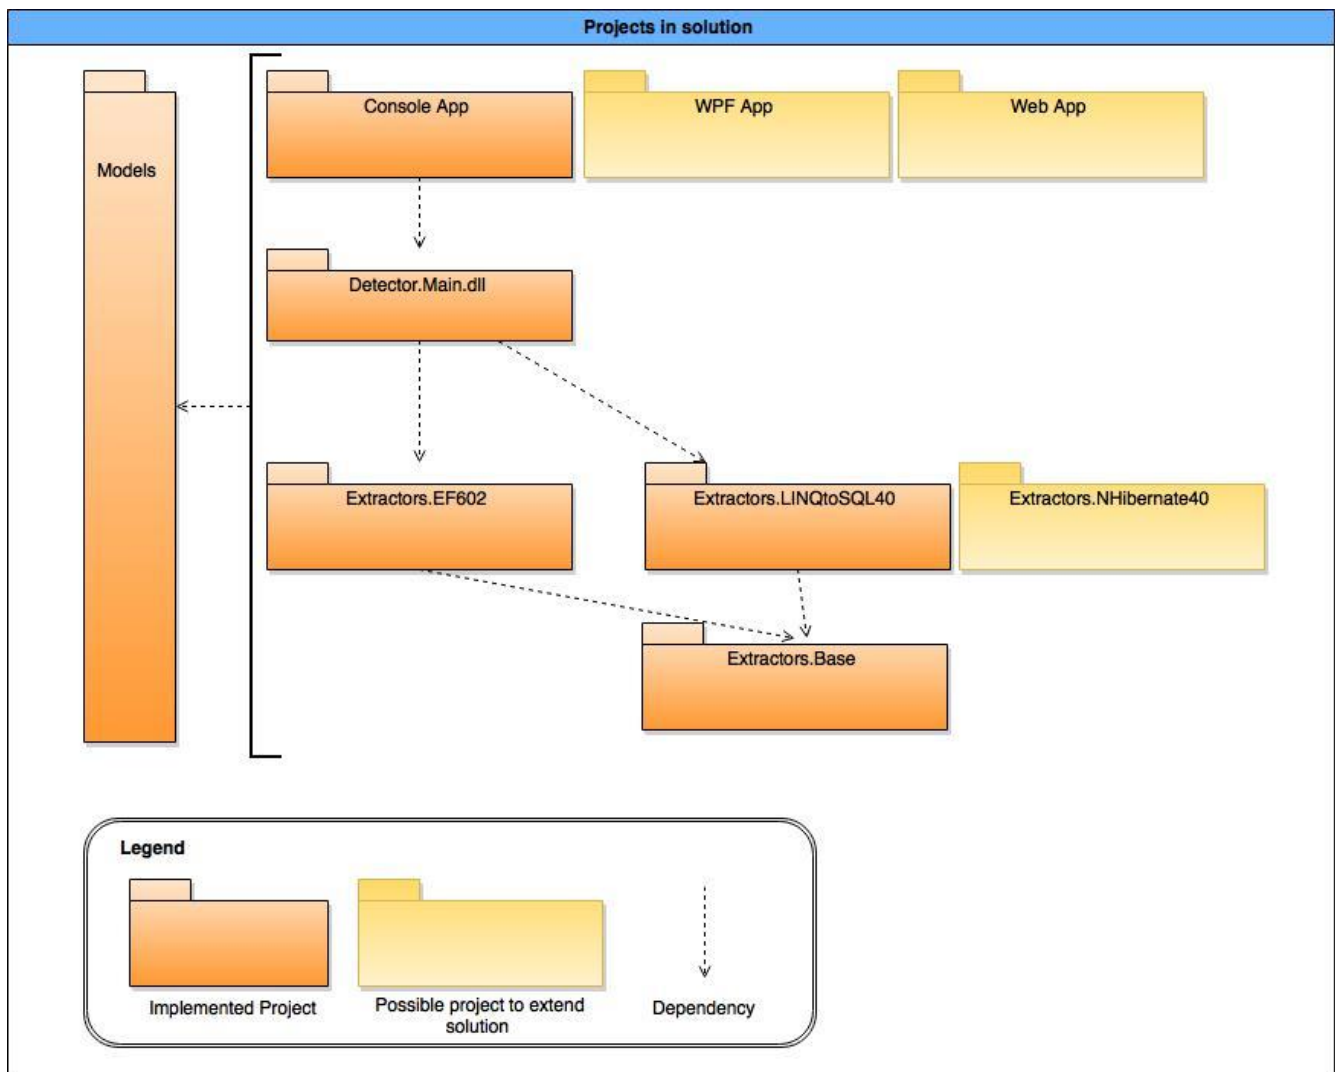 Projects in solution
Models
Console App
WPF App
Web App
Detector.Main.dll
Extractors.EF602
Extractors.LINQtoSQL40
Extractors.NHibernate40
Extractors.Base
Legend
Implemented Project
Possible project to extend
solution
Dependency